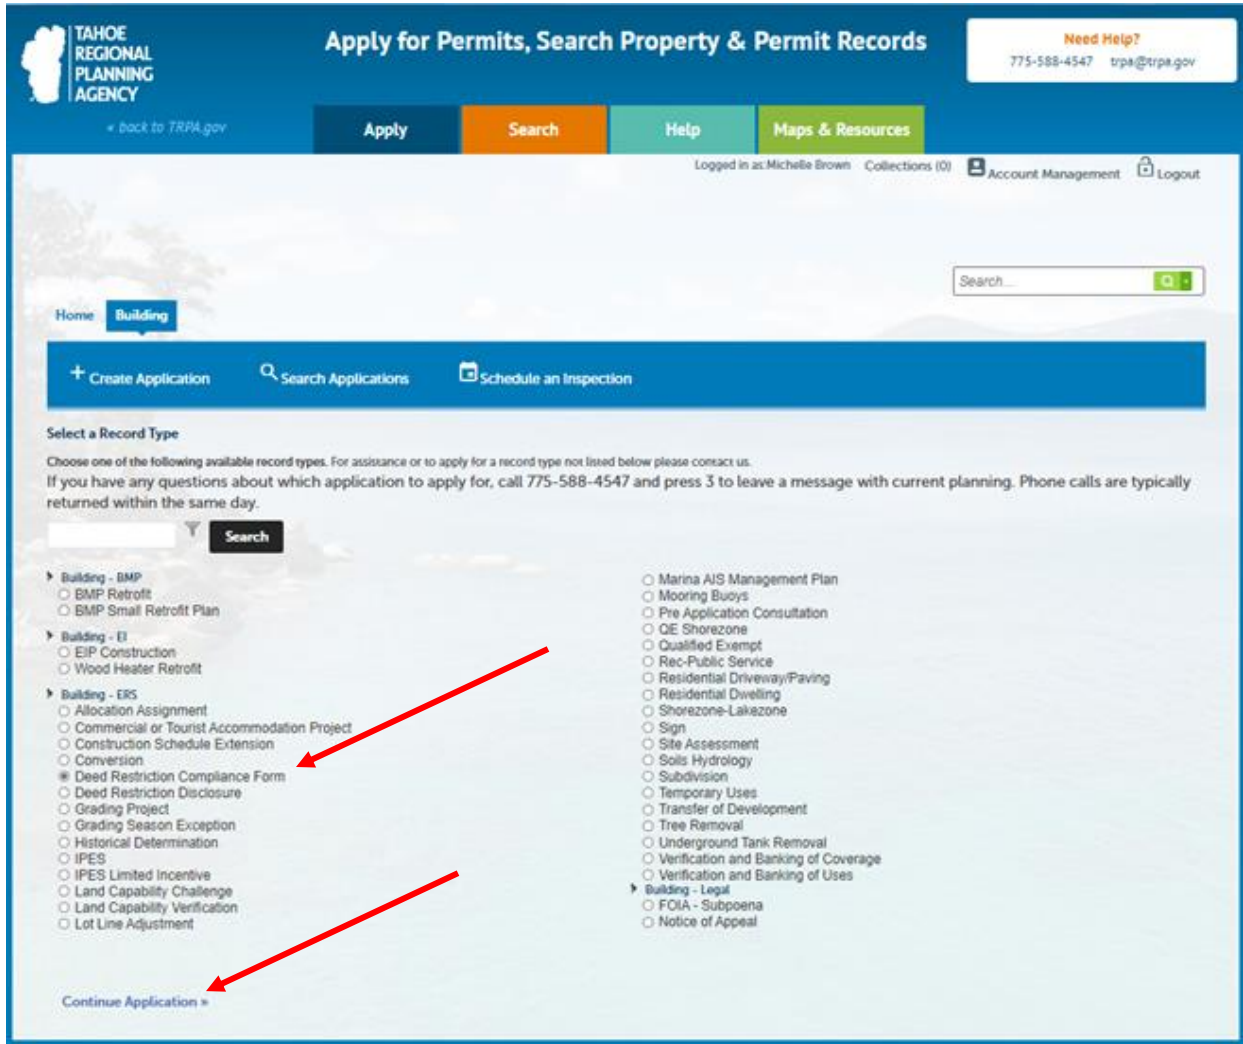 TAHOE
REGIONAL
PLANNING
AGENCY
Apply for Permits, Search Property & Permit Records
Need Help?
775-588-4547 trpa@trpa.gov
« back to TRPA.gov
Apply
Search
Help
Maps & Resources
Logged in as:Michelle Brown Collections (0) Account Management Logout
Search...
Home Building
+ Create Application Search Applications Schedule an Inspection
Select a Record Type
Choose one of the following available record types. For assistance or to apply for a record type not listed below please contact us.
If you have any questions about which application to apply for, call 775-588-4547 and press 3 to leave a message with current planning. Phone calls are typically
returned within the same day.
Search
Building - BMP
BMP Retrofit
BMP Small Retrofit Plan
Building - EI
EIP Construction
Wood Heater Retrofit
Building - ERS
Allocation Assignment
Commercial or Tourist Accommodation Project
Construction Schedule Extension
Conversion
Deed Restriction Compliance Form
Deed Restriction Disclosure
Grading Project
Grading Season Exception
Historical Determination
IPES
IPES Limited Incentive
Land Capability Challenge
Land Capability Verification
Lot Line Adjustment
Marina AIS Management Plan
Mooring Buoys
Pre Application Consultation
QE Shorezone
Qualified Exempt
Rec-Public Service
Residential Driveway/Paving
Residential Dwelling
Shorezone-Lakezone
Sign
Site Assessment
Soils Hydrology
Subdivision
Temporary Uses
Transfer of Development
Tree Removal
Underground Tank Removal
Verification and Banking of Coverage
Verification and Banking of Uses
Building - Legal
FOIA - Subpoena
Notice of Appeal
Continue Application »